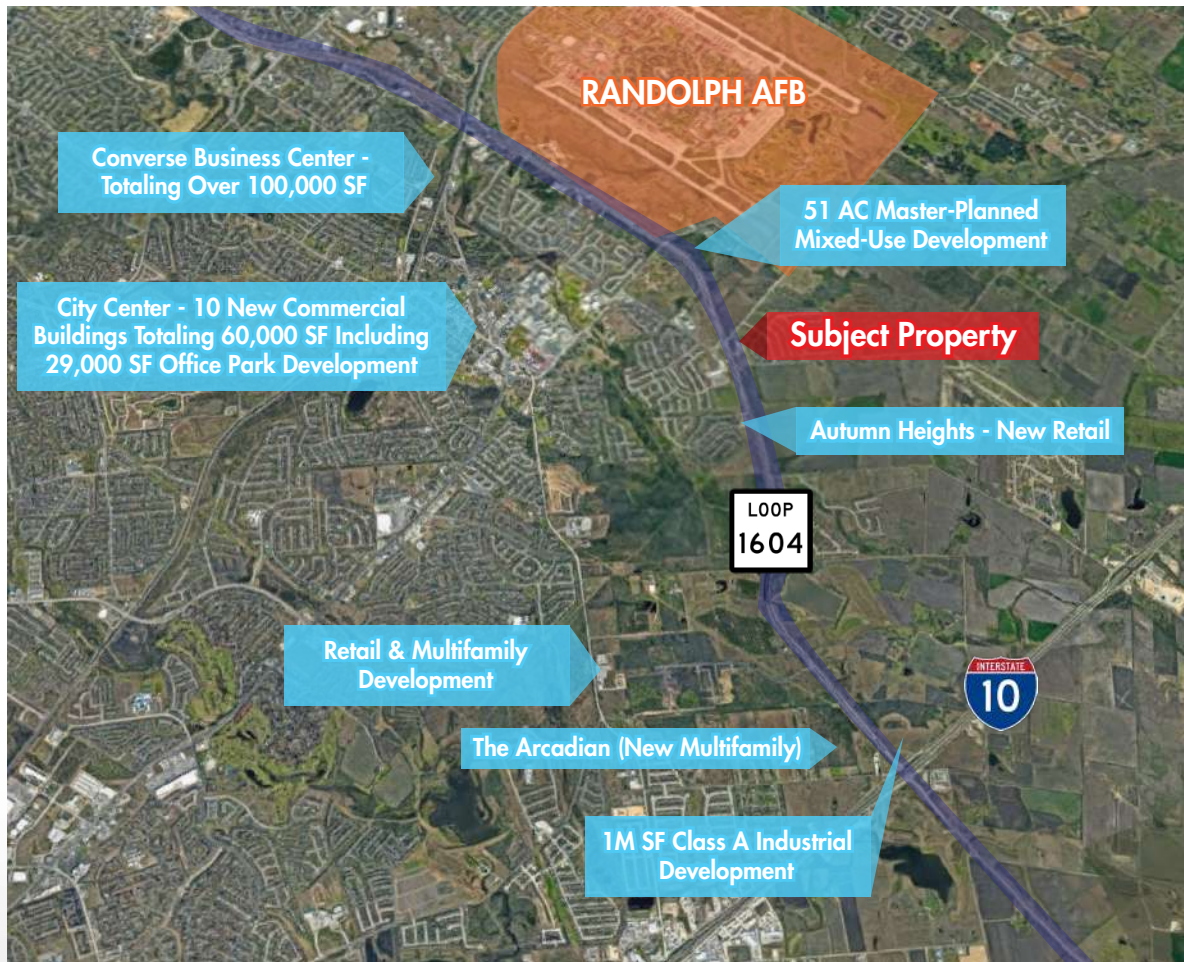 RANDOLPH AFB
Converse Business Center -
Totaling Over 100,000 SF
51 AC Master-Planned
Mixed-Use Development
City Center - 10 New Commercial
Buildings Totaling 60,000 SF Including
29,000 SF Office Park Development
Subject Property
Autumn Heights - New Retail
LOOP
1604
Retail & Multifamily
Development
INTERSTATE
10
The Arcadian (New Multifamily)
1M SF Class A Industrial
Development